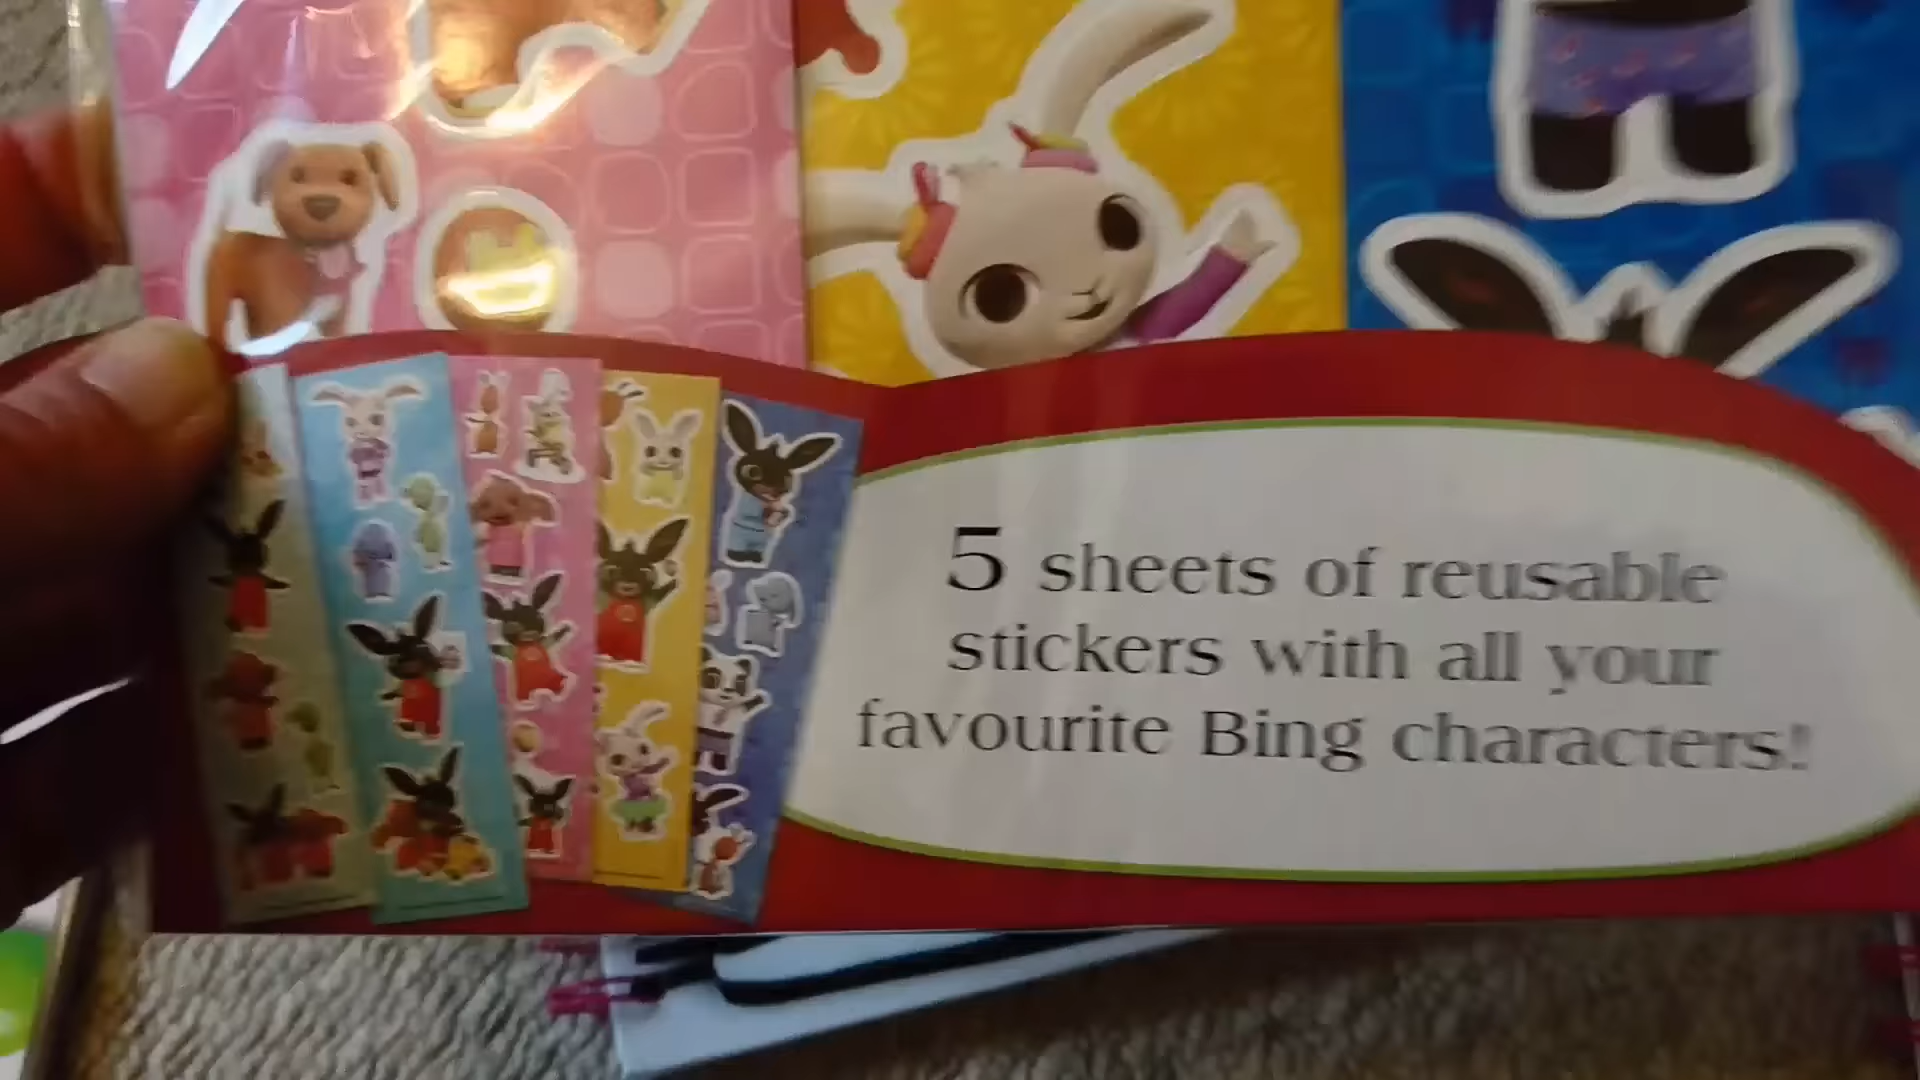 5 sheets of reusable
stickers with all your
favourite Bing characters!